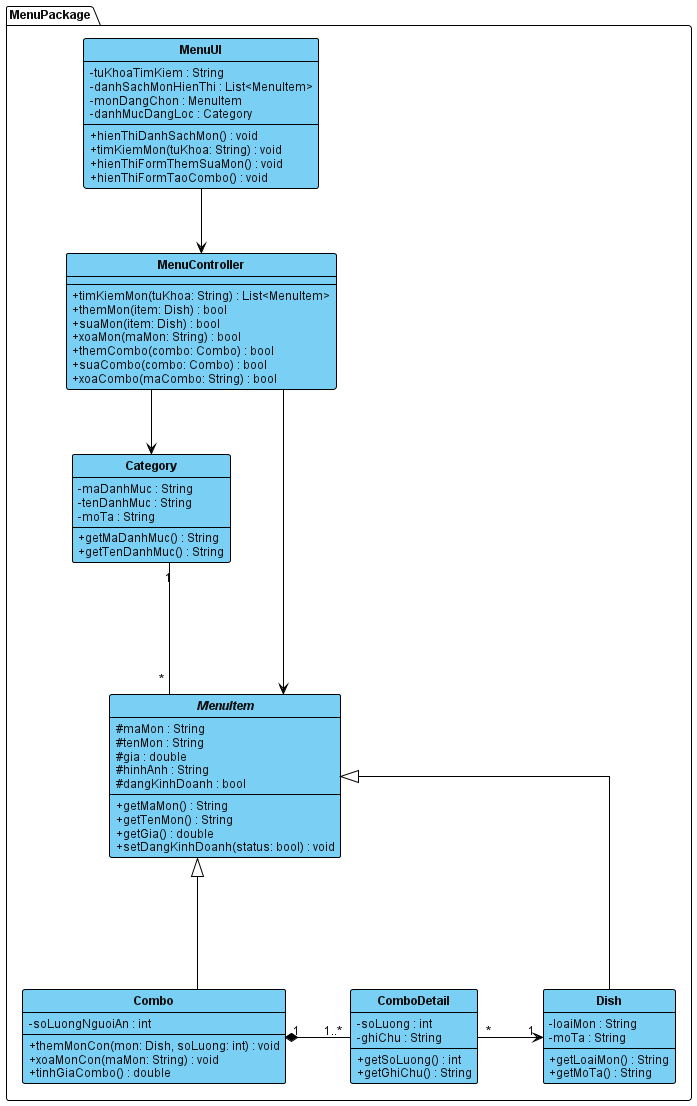 MenuPackage
MenuUI
-tuKhoaTimKiem : String
-danhSachMonHienThi : List<MenuItem>
-monDangChon : MenuItem
-danhMucDangLoc : Category
+hienThiDanhSachMon() : void
+timKiemMon(tuKhoa: String) : void
+hienThiFormThemSuaMon() : void
+hienThiFormTaoCombo() : void
MenuController
+timKiemMon(tuKhoa: String) : List<MenuItem>
+themMon(item: Dish) : bool
+suaMon(item: Dish) : bool
+xoaMon(maMon: String) : bool
+themCombo(combo: Combo) : bool
+suaCombo(combo: Combo) : bool
+xoaCombo(maCombo: String) : bool
Category
-maDanhMuc : String
-tenDanhMuc : String
-moTa : String
+getMaDanhMuc() : String
+getTenDanhMuc() : String
1
*
MenuItem
#maMon : String
#tenMon : String
#gia : double
#hinhAnh : String
#dangKinhDoanh : bool
+getMaMon() : String
+getTenMon() : String
+getGia() : double
+setDangKinhDoanh(status: bool) : void
Combo
-soLuongNguoiAn : int
+themMonCon(mon: Dish, soLuong: int) : void
+xoaMonCon(maMon: String) : void
+tinhGiaCombo() : double
1
1..*
ComboDetail
-soLuong : int
-ghiChu : String
+getSoLuong() : int
+getGhiChu() : String
*
1
Dish
-loaiMon : String
-moTa : String
+getLoaiMon() : String
+getMoTa() : String